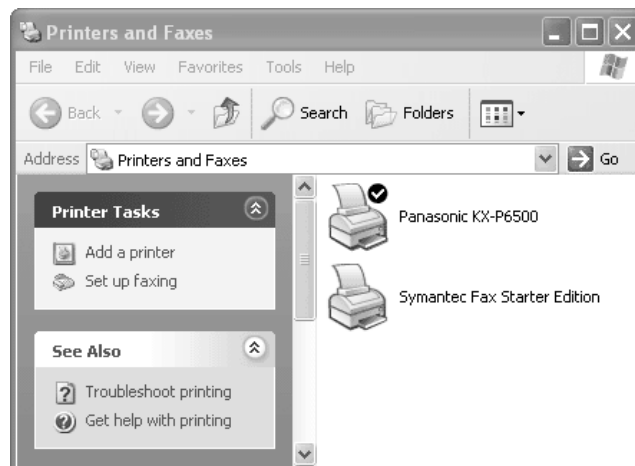 Printers and Faxes
File Edit View Favorites Tools Help
Back Search Folders
Address Printers and Faxes Go
Printer Tasks
Add a printer
Set up faxing
See Also
Troubleshoot printing
Get help with printing
Panasonic KX-P6500
Symantec Fax Starter Edition